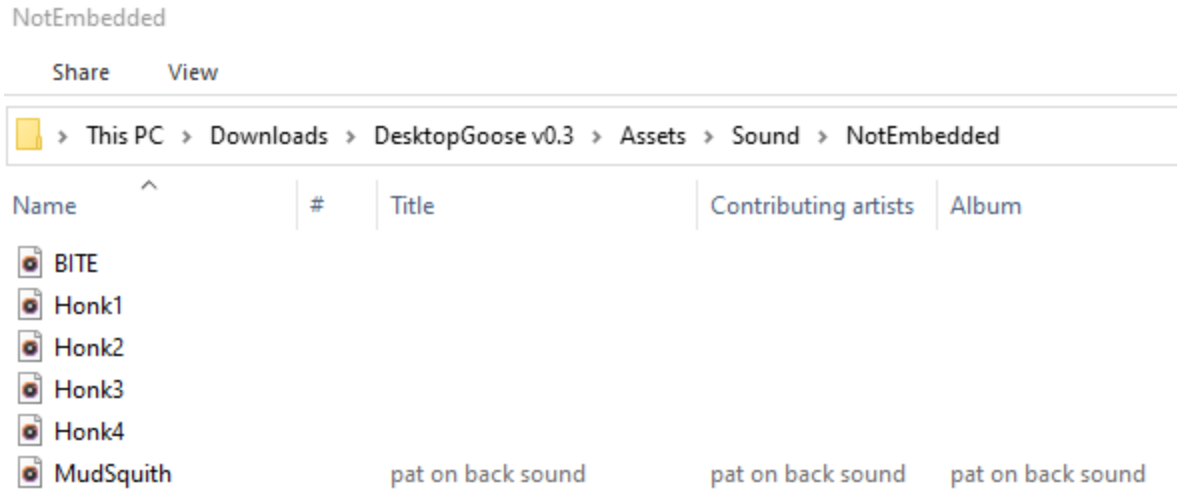 NotEmbedded
Share View
This PC > Downloads > DesktopGoose v0.3 > Assets > Sound > NotEmbedded
Name # Title Contributing artists Album
BITE
Honk1
Honk2
Honk3
Honk4
MudSquith pat on back sound pat on back sound pat on back sound